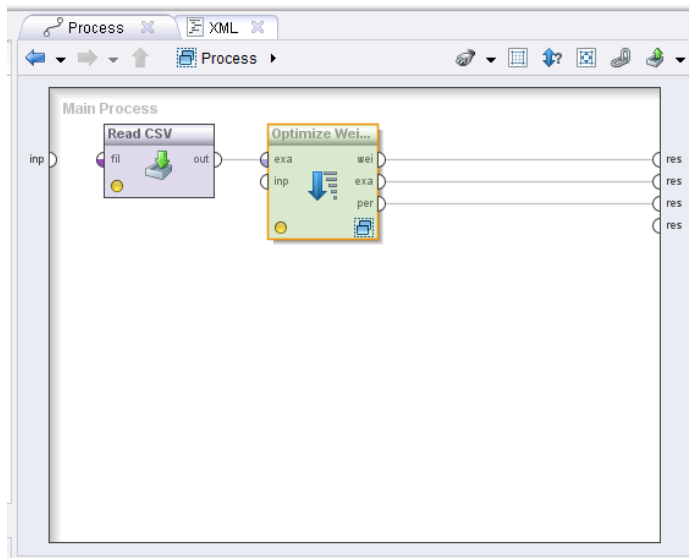 Process XML
Process
Main Process
Read CSV Optimize Wei...
inp fil out exa wei res
inp exa res
per res
res